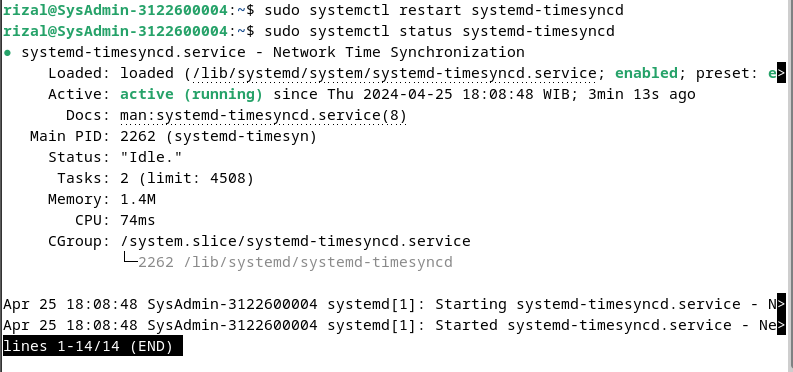 rizal@SysAdmin-3122600004:~$ sudo systemctl restart systemd-timesyncd
rizal@SysAdmin-3122600004:~$ sudo systemctl status systemd-timesyncd
● systemd-timesyncd.service - Network Time Synchronization
     Loaded: loaded (/lib/systemd/system/systemd-timesyncd.service; enabled; preset: e>
     Active: active (running) since Thu 2024-04-25 18:08:48 WIB; 3min 13s ago
       Docs: man:systemd-timesyncd.service(8)
   Main PID: 2262 (systemd-timesyn)
     Status: "Idle."
      Tasks: 2 (limit: 4508)
     Memory: 1.4M
        CPU: 74ms
     CGroup: /system.slice/systemd-timesyncd.service
             └─2262 /lib/systemd/systemd-timesyncd

Apr 25 18:08:48 SysAdmin-3122600004 systemd[1]: Starting systemd-timesyncd.service - N>
Apr 25 18:08:48 SysAdmin-3122600004 systemd[1]: Started systemd-timesyncd.service - Ne>
lines 1-14/14 (END)